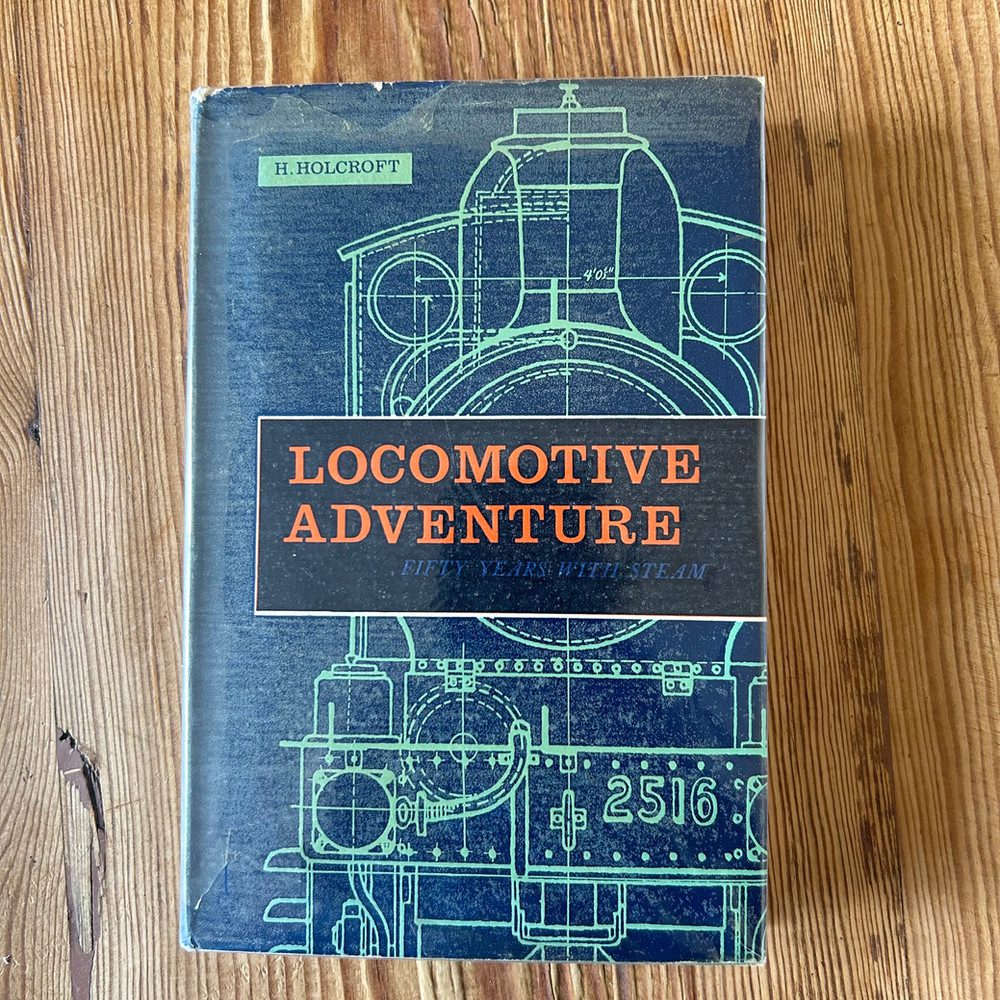 H. HOLCROFT
4'0½"
LOCOMOTIVE
ADVENTURE
FIFTY YEARS WITH STEAM
2516